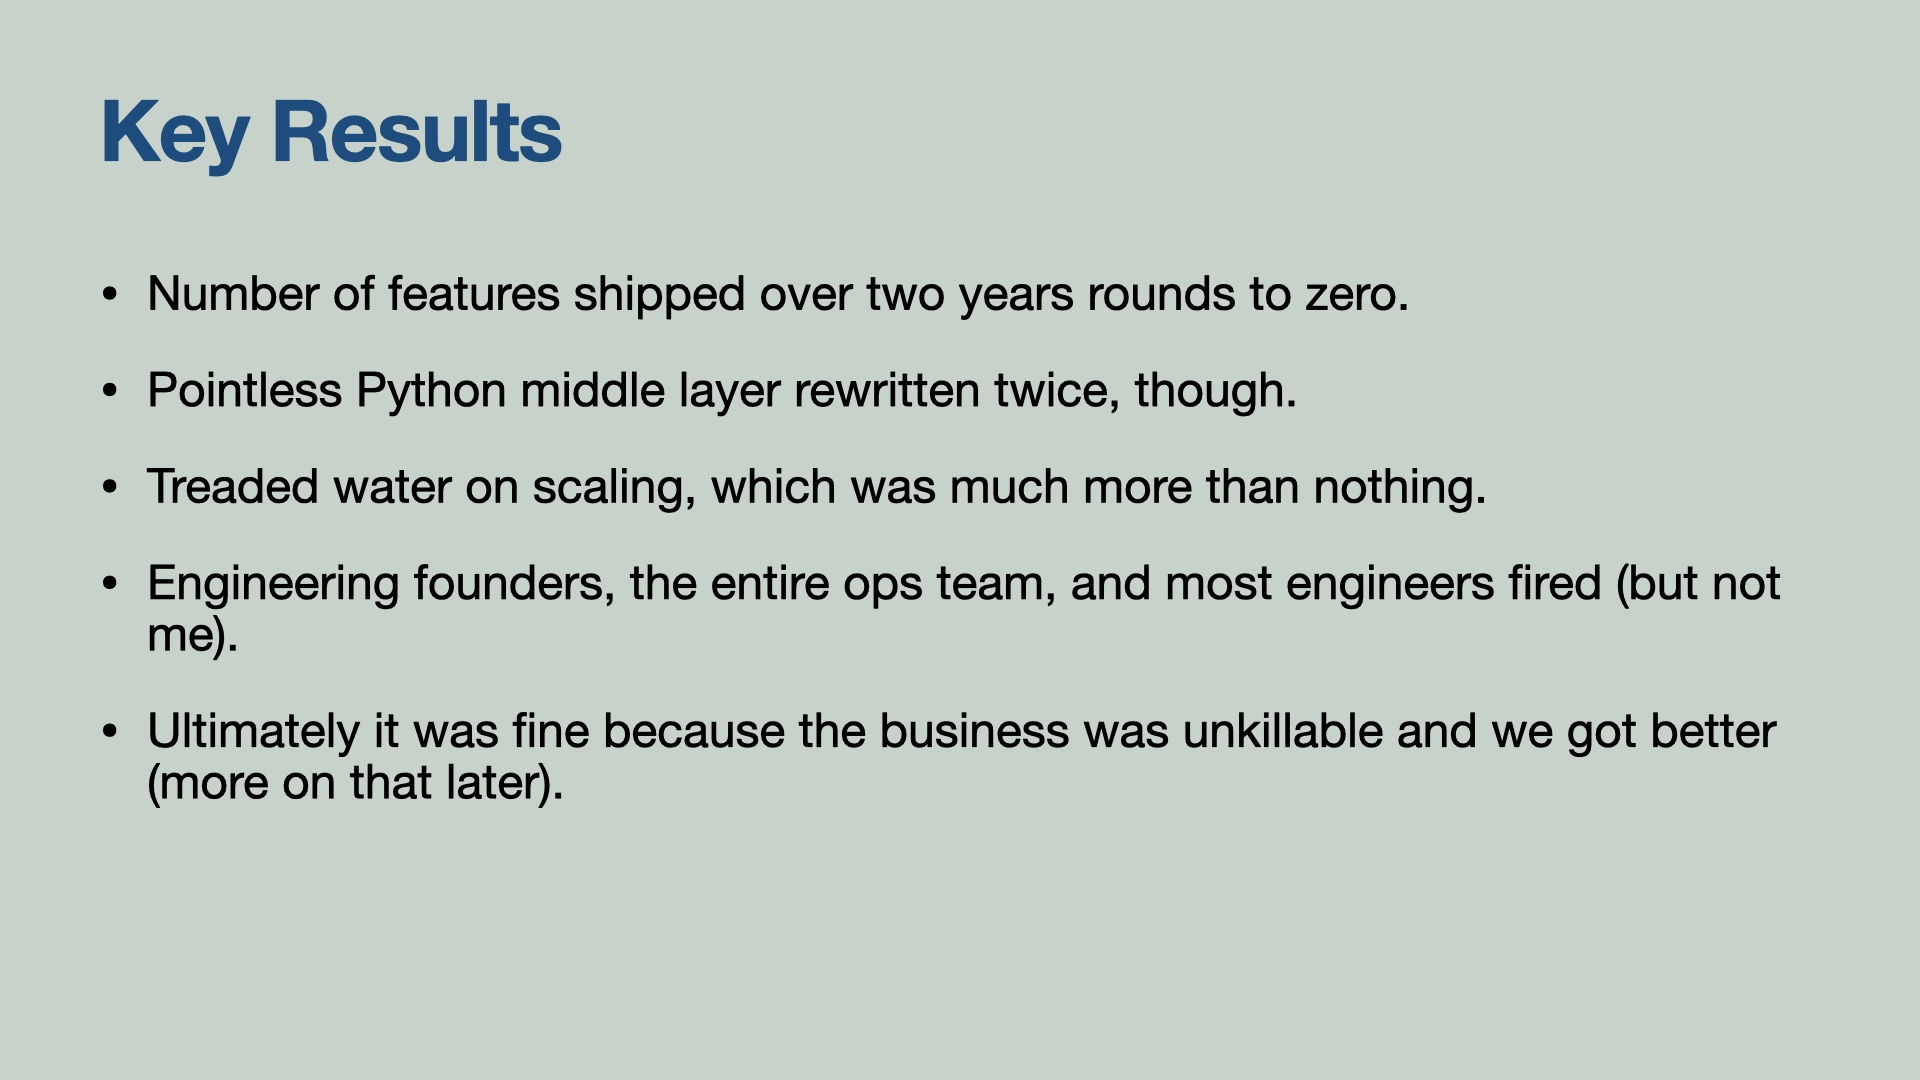 Key Results
• Number of features shipped over two years rounds to zero.
• Pointless Python middle layer rewritten twice, though.
• Treaded water on scaling, which was much more than nothing.
• Engineering founders, the entire ops team, and most engineers fired (but not
me).
• Ultimately it was fine because the business was unkillable and we got better
(more on that later).